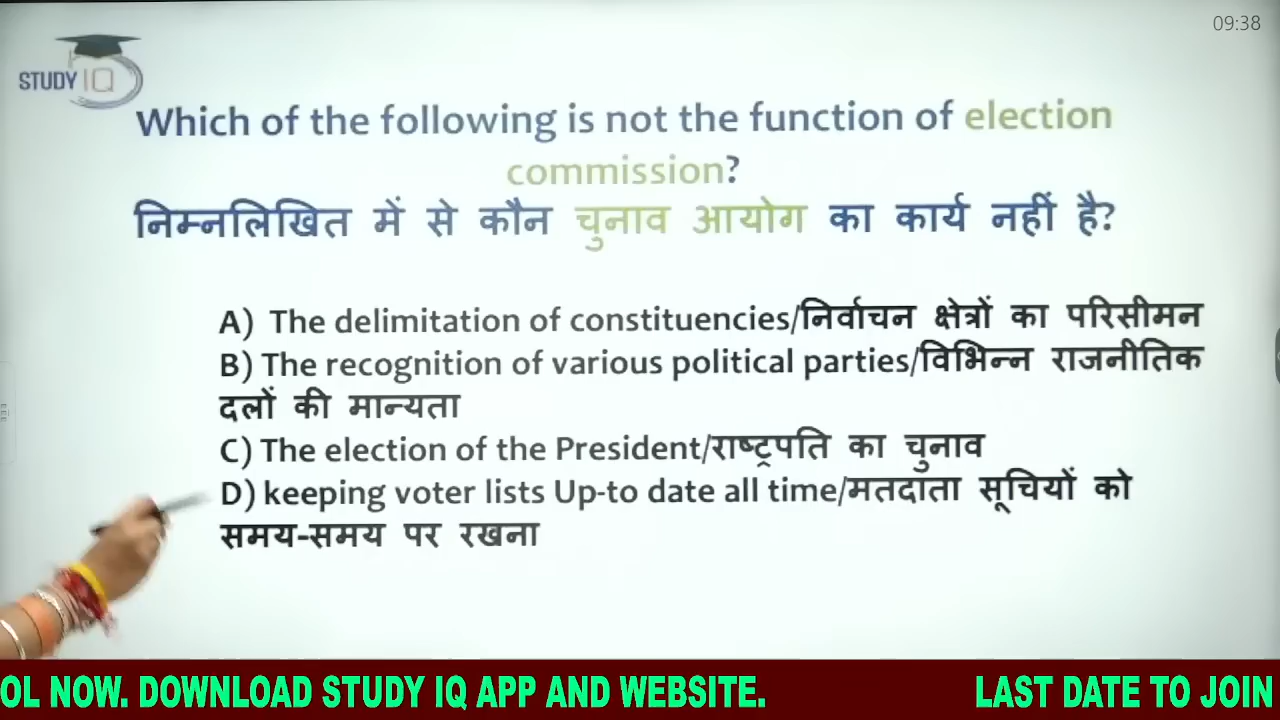 09:38
STUDY IQ
Which of the following is not the function of election
commission?
निम्नलिखित में से कौन चुनाव आयोग का कार्य नहीं है?
A) The delimitation of constituencies/निर्वाचन क्षेत्रों का परिसीमन
B) The recognition of various political parties/विभिन्न राजनीतिक
दलों की मान्यता
C) The election of the President/राष्ट्रपति का चुनाव
D) keeping voter lists Up-to date all time/मतदाता सूचियों को
समय-समय पर रखना
OL NOW. DOWNLOAD STUDY IQ APP AND WEBSITE. LAST DATE TO JOIN